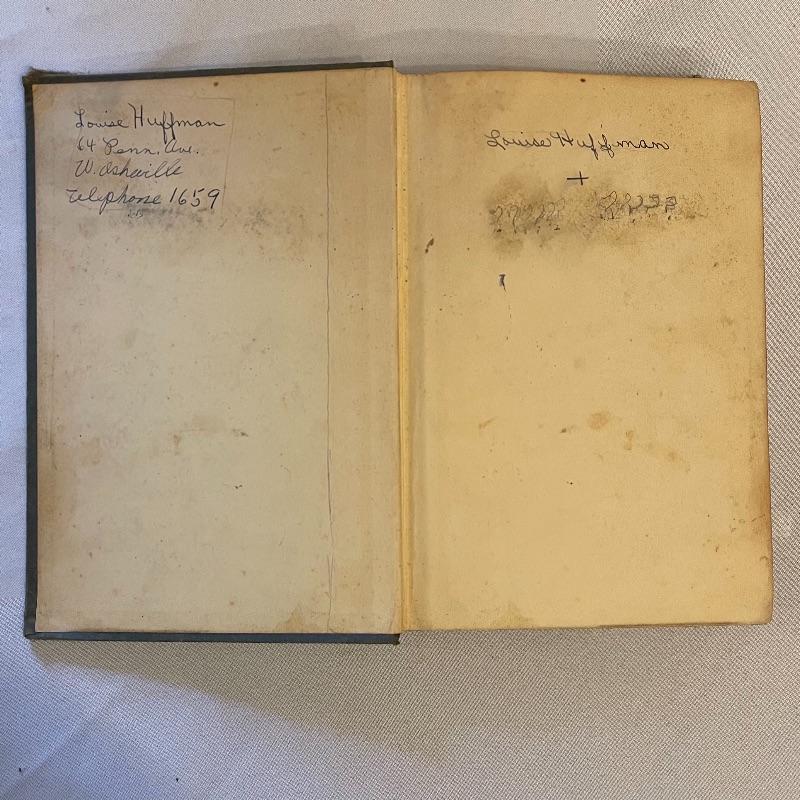 Louise Huffman
64 Penn. Ave.
W. Asheville
Telephone 1659
Louise Huffman
+